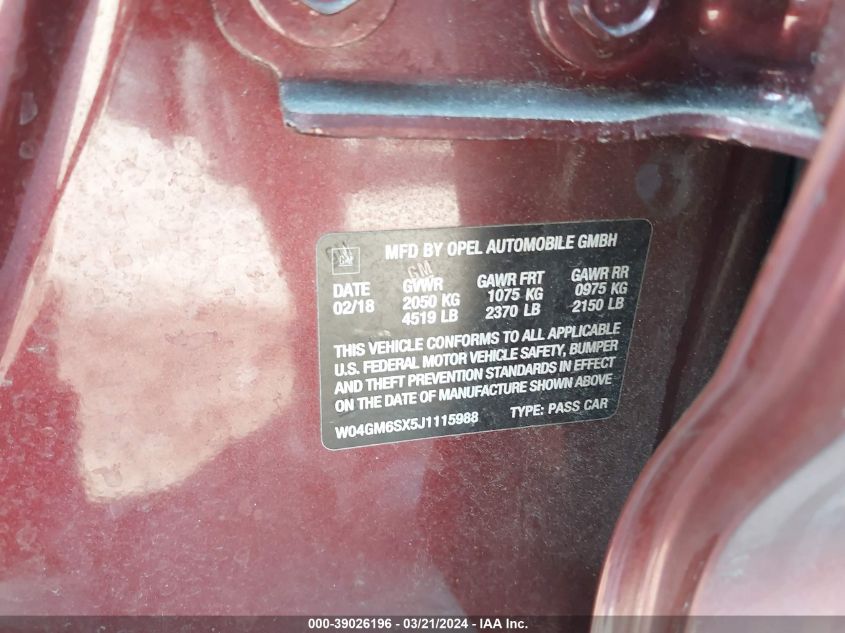 MFD BY OPEL AUTOMOBILE GMBH
GM
GM
DATE GVWR GAWR FRT GAWR RR
02/18 2050 KG 1075 KG 0975 KG
4519 LB 2370 LB 2150 LB
THIS VEHICLE CONFORMS TO ALL APPLICABLE
U.S. FEDERAL MOTOR VEHICLE SAFETY, BUMPER
AND THEFT PREVENTION STANDARDS IN EFFECT
ON THE DATE OF MANUFACTURE SHOWN ABOVE
W04GM6SX5J1115988 TYPE: PASS CAR
000-39026196 - 03/21/2024 - IAA Inc.